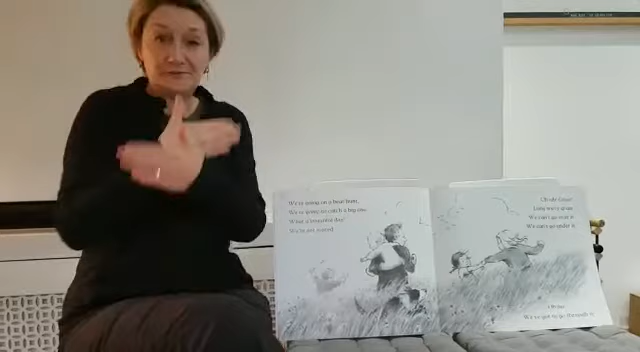 We're going on a bear hunt.
We're going to catch a big one.
What a beautiful day!
We're not scared.
Uh-uh! Grass!
Long wavy grass.
We can't go over it.
We can't go under it.
Oh no!
We've got to go through it!